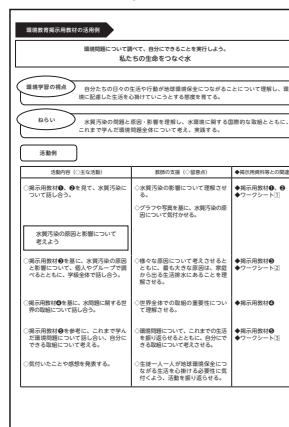 環境教育掲示用教材の活用例
環境問題について調べて、自分にできることを実行しよう。
私たちの生命をつなぐ水
環境学習の視点
自分たちの日々の生活や行動が地球環境保全につながることについて理解し、環
境に配慮した生活を心掛けていこうとする態度を育てる。
ねらい
水質汚染の問題と原因・影響を理解し、水環境に関する国際的な取組とともに、
これまで学んだ環境問題全体について考え、実践する。
活動例
活動内容（○主な活動）
教師の支援（◇留意点）
◆掲示用資料等との関連
○掲示用教材❶、❷を見て、水質汚染に
ついて話し合う。
◇水質汚染の影響について理解させ
る。
◇グラフや写真を基に、水質汚染の原
因について気付かせる。
◆掲示用教材❶、❷
◆ワークシート①
水質汚染の原因と影響について
考えよう
○掲示用教材❸を基に、水質汚染の原因
と影響について、個人やグループで調
べるとともに、学級全体で話し合う。
◇様々な原因について考えさせると
ともに、最も大きな原因は、家庭
から出る生活排水にあることを理
解させる。
◆掲示用教材❸
◆ワークシート②
○掲示用教材❹を基に、水問題に関する世
界の取組について話し合う。
◇世界全体での取組の重要性につい
て理解させる。
◆掲示用教材❹
○掲示用教材❺を参考に、これまで学ん
だ環境問題について話し合い、自分に
できる取組について考える。
◇環境問題について、これまでの生活
を振り返らせるとともに、自分にで
きる取組について考えさせる。
◆掲示用教材❺
◆ワークシート③
○気付いたことや感想を発表する。
◇生徒一人一人が地球環境保全につ
ながる生活を心掛ける必要性に気
付くよう、活動を振り返らせる。